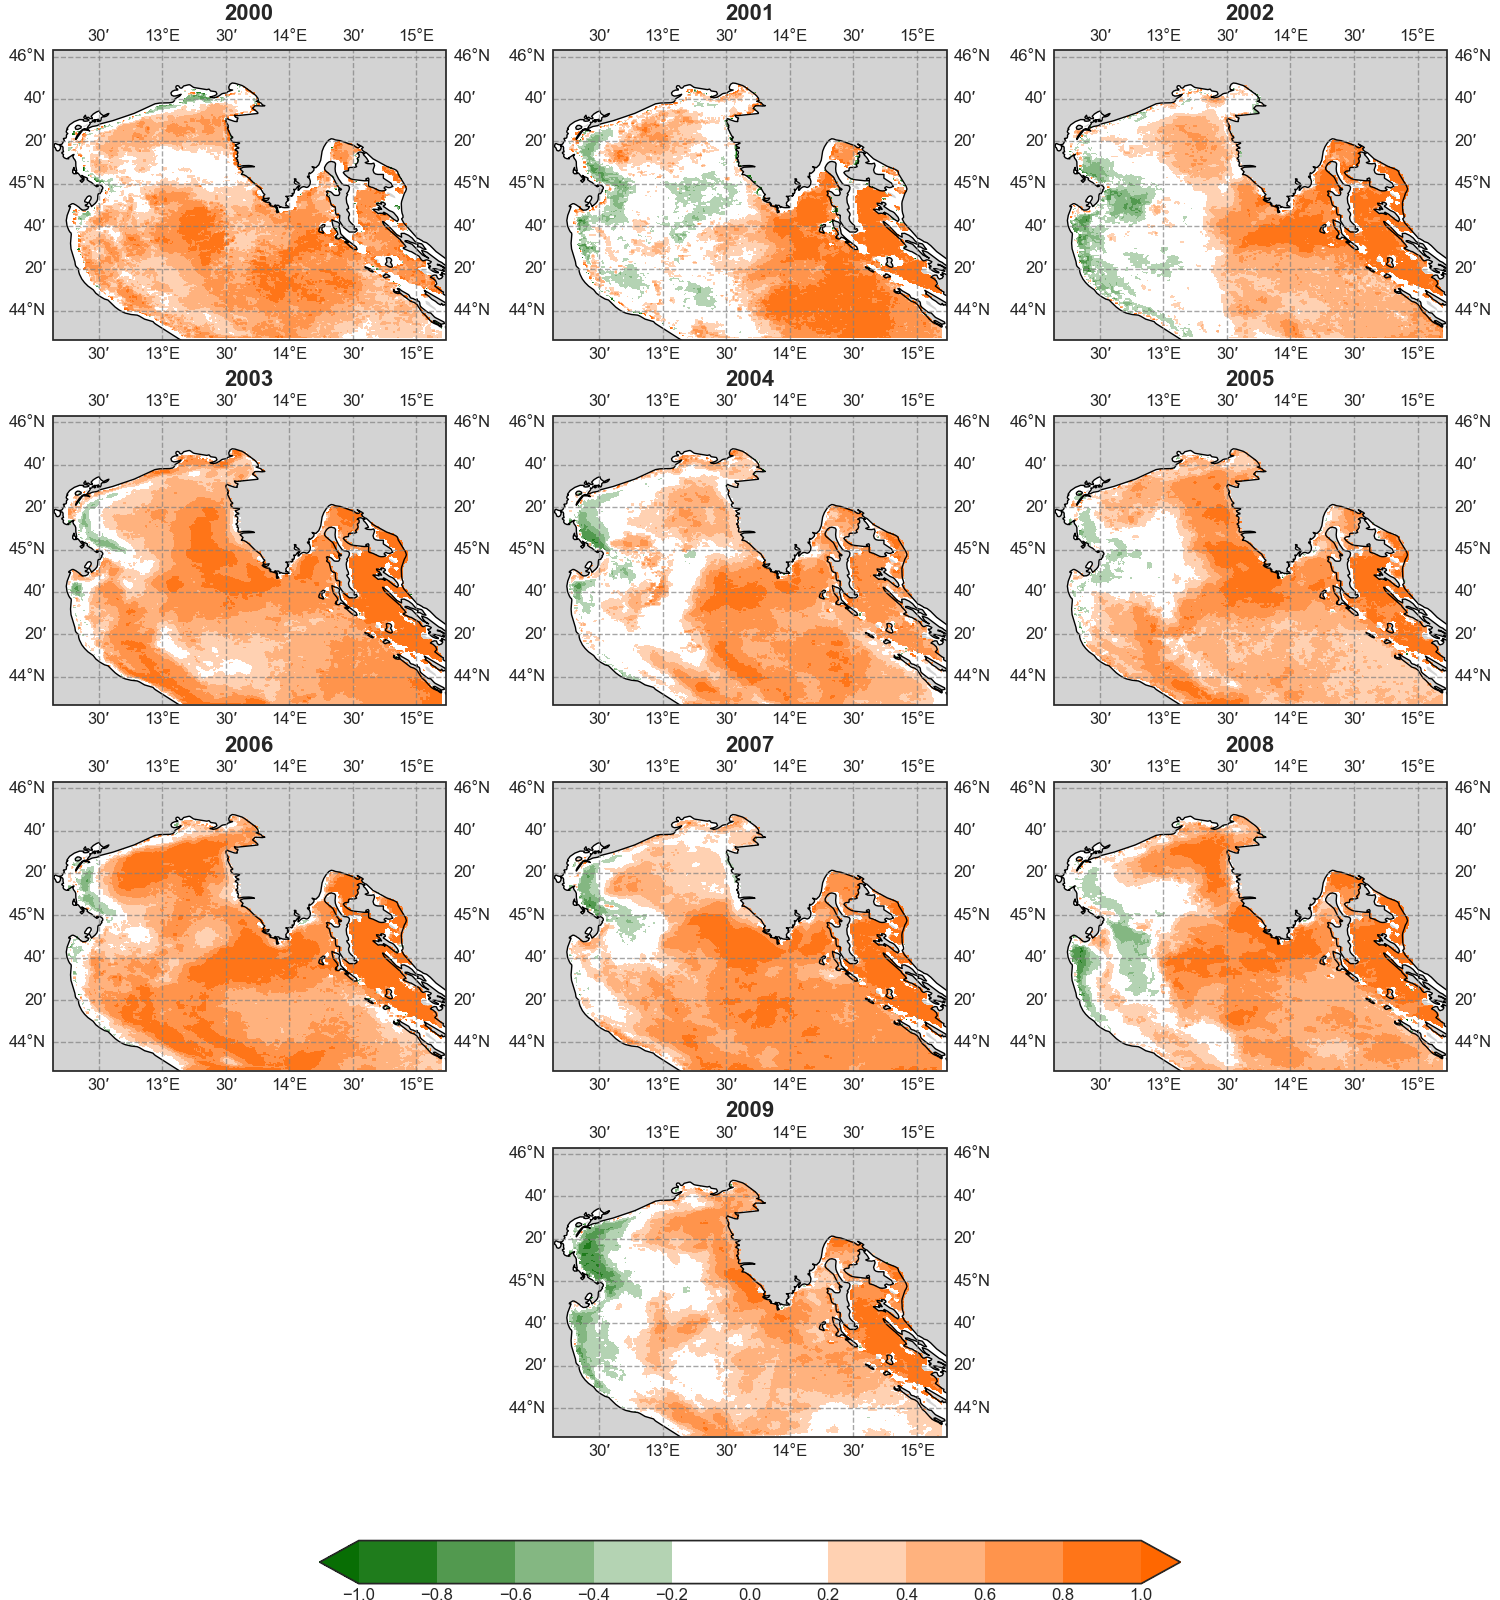 2000 2001 2002
30′ 13°E 30′ 14°E 30′ 15°E 30′ 13°E 30′ 14°E 30′ 15°E 30′ 13°E 30′ 14°E 30′ 15°E
46°N 46°N 46°N 46°N 46°N
40′ 40′ 40′ 40′ 40′ 40′
20′ 20′ 20′ 20′ 20′ 20′
45°N 45°N 45°N 45°N 45°N 45°N
40′ 40′ 40′ 40′ 40′ 40′
20′ 20′ 20′ 20′ 20′ 20′
44°N 44°N 44°N 44°N 44°N 44°N
30′ 13°E 30′ 14°E 30′ 15°E 30′ 13°E 30′ 14°E 30′ 15°E 30′ 13°E 30′ 14°E 30′ 15°E
2003 2004 2005
30′ 13°E 30′ 14°E 30′ 15°E 30′ 13°E 30′ 14°E 30′ 15°E 30′ 13°E 30′ 14°E 30′ 15°E
46°N 46°N 46°N 46°N 46°N 46°N
40′ 40′ 40′ 40′ 40′ 40′
20′ 20′ 20′ 20′ 20′ 20′
45°N 45°N 45°N 45°N 45°N 45°N
40′ 40′ 40′ 40′ 40′ 40′
20′ 20′ 20′ 20′ 20′ 20′
44°N 44°N 44°N 44°N 44°N 44°N
30′ 13°E 30′ 14°E 30′ 15°E 30′ 13°E 30′ 14°E 30′ 15°E 30′ 13°E 30′ 14°E 30′ 15°E
2006 2007 2008
30′ 13°E 30′ 14°E 30′ 15°E 30′ 13°E 30′ 14°E 30′ 15°E 30′ 13°E 30′ 14°E 30′ 15°E
46°N 46°N 46°N 46°N 46°N 46°N
40′ 40′ 40′ 40′ 40′ 40′
20′ 20′ 20′ 20′ 20′ 20′
45°N 45°N 45°N 45°N 45°N 45°N
40′ 40′ 40′ 40′ 40′ 40′
20′ 20′ 20′ 20′ 20′ 20′
44°N 44°N 44°N 44°N 44°N 44°N
30′ 13°E 30′ 14°E 30′ 15°E 30′ 13°E 30′ 14°E 30′ 15°E 30′ 13°E 30′ 14°E 30′ 15°E
2009
30′ 13°E 30′ 14°E 30′ 15°E
46°N 46°N
40′ 40′
20′ 20′
45°N 45°N
40′ 40′
20′ 20′
44°N 44°N
30′ 13°E 30′ 14°E 30′ 15°E
−1.0 −0.8 −0.6 −0.4 −0.2 0.0 0.2 0.4 0.6 0.8 1.0